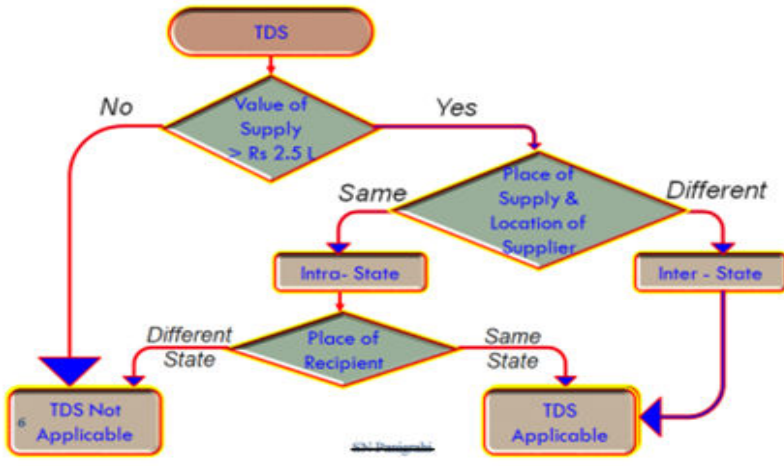 TDS
No
Value of
Supply
> Rs 2.5 L
Yes
Same
Place of
Supply &
Location of
Supplier
Different
Intra- State
Inter - State
Different
State
Place of
Recipient
Same
State
TDS Not
Applicable
6
TDS
Applicable
SN Panigrahi